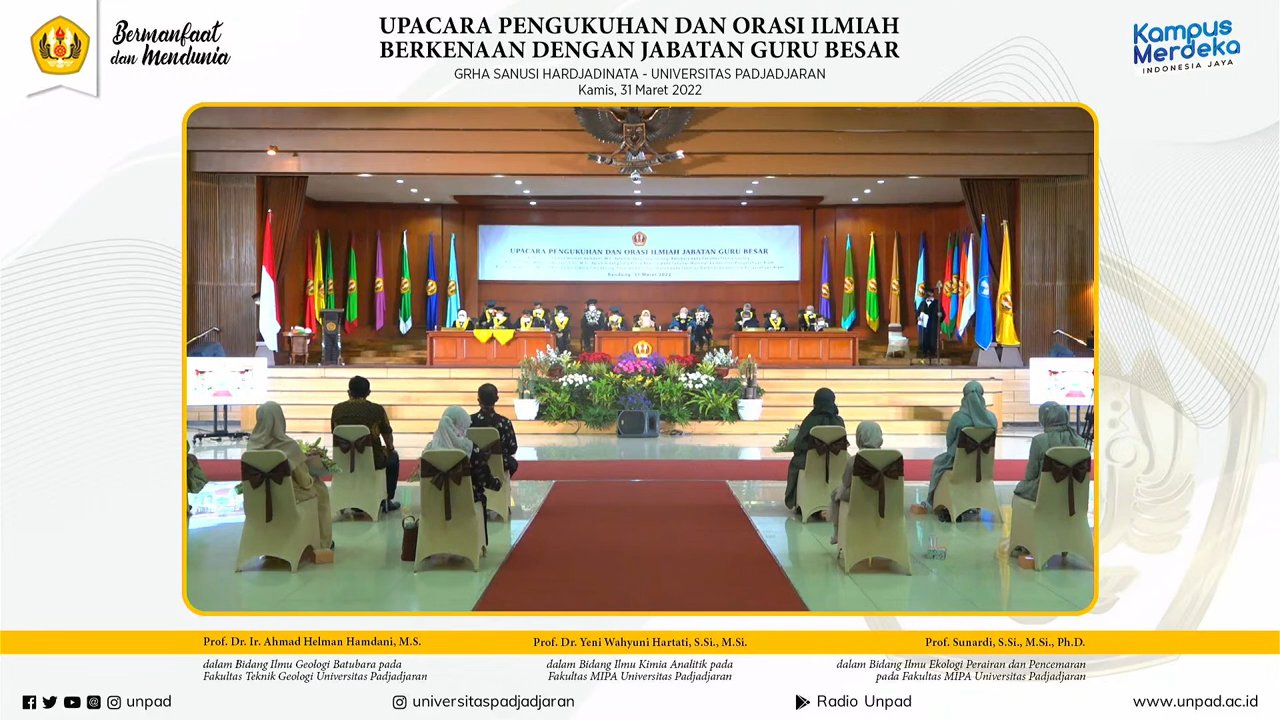 Bermanfaat
dan Mendunia
UPACARA PENGUKUHAN DAN ORASI ILMIAH
BERKENAAN DENGAN JABATAN GURU BESAR
GRHA SANUSI HARDJADINATA - UNIVERSITAS PADJADJARAN
Kamis, 31 Maret 2022
Kampus
Merdeka
INDONESIA JAYA
UPACARA PENGUKUHAN DAN ORASI ILMIAH JABATAN GURU BESAR
Bandung, 31 Maret 2022
Prof. Dr. Ir. Ahmad Helman Hamdani, M.S.
dalam Bidang Ilmu Geologi Batubara pada
Fakultas Teknik Geologi Universitas Padjadjaran
Prof. Dr. Yeni Wahyuni Hartati, S.Si., M.Si.
dalam Bidang Ilmu Kimia Analitik pada
Fakultas MIPA Universitas Padjadjaran
Prof. Sunardi, S.Si., M.Si., Ph.D.
dalam Bidang Ilmu Ekologi Perairan dan Pencemaran
pada Fakultas MIPA Universitas Padjadjaran
unpad
universitaspadjadjaran
Radio Unpad
www.unpad.ac.id